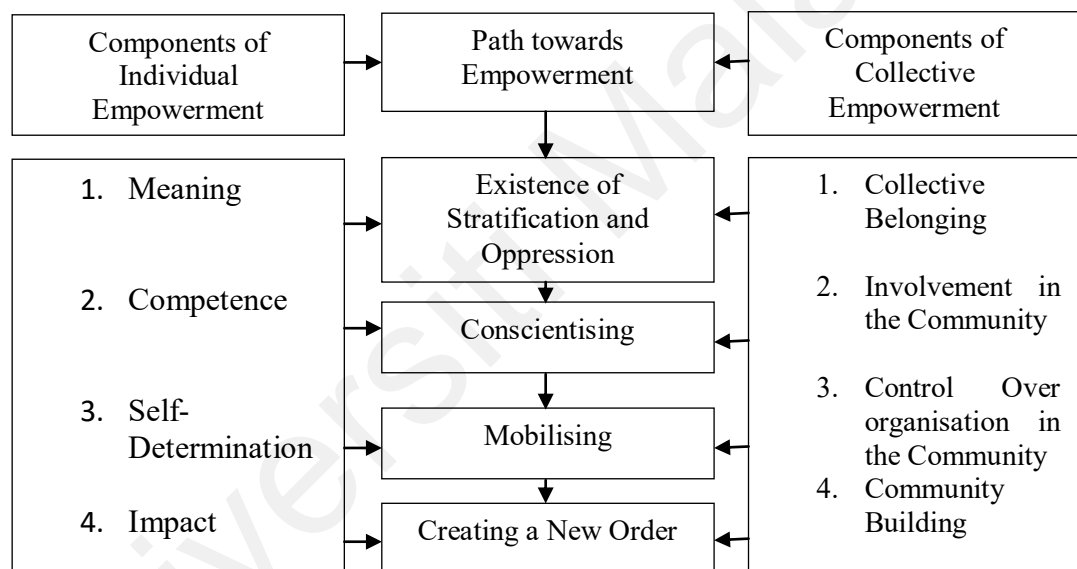 Components of
Individual
Empowerment
Path towards
Empowerment
Components of
Collective
Empowerment
1. Meaning
2. Competence
3. Self-
Determination
4. Impact
Existence of
Stratification and
Oppression
Conscientising
Mobilising
Creating a New Order
1. Collective
Belonging
2. Involvement in
the Community
3. Control Over
organisation in
the Community
4. Community
Building